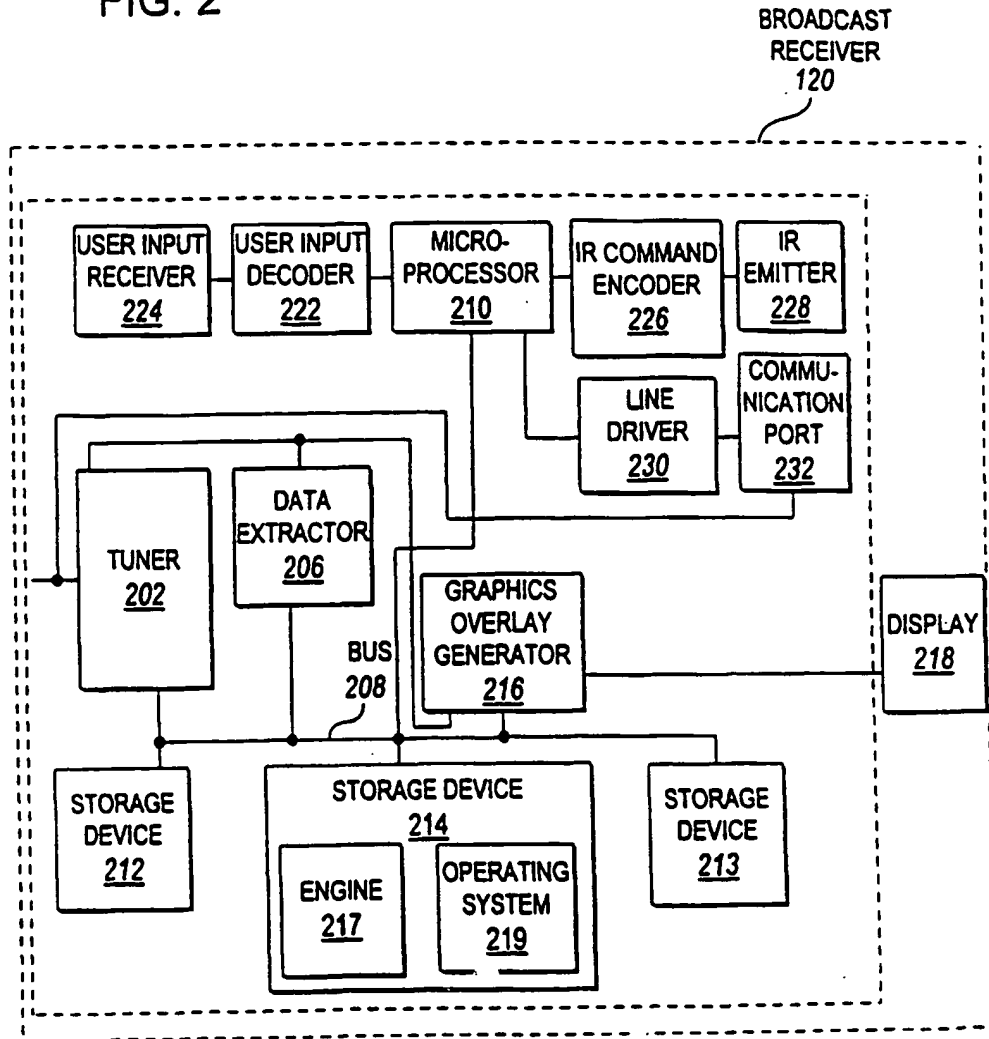 FIG. 2
BROADCAST
RECEIVER
120
USER INPUT
RECEIVER
224
USER INPUT
DECODER
222
MICRO-
PROCESSOR
210
IR COMMAND
ENCODER
226
IR
EMITTER
228
LINE
DRIVER
230
COMMU-
NICATION
PORT
232
TUNER
202
DATA
EXTRACTOR
206
GRAPHICS
OVERLAY
GENERATOR
216
DISPLAY
218
BUS
208
STORAGE
DEVICE
212
STORAGE DEVICE
214
ENGINE
217
OPERATING
SYSTEM
219
STORAGE
DEVICE
213